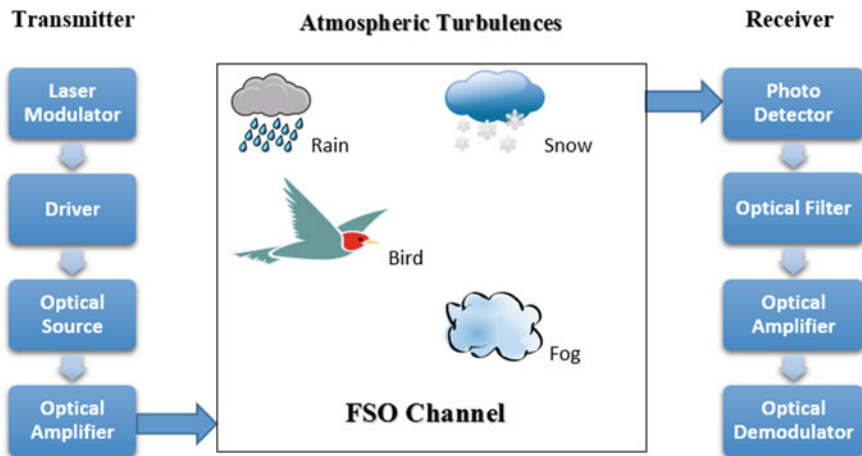 Transmitter
Atmospheric Turbulences
Receiver
Laser
Modulator
Driver
Optical
Source
Optical
Amplifier
Rain
Snow
Bird
Fog
FSO Channel
Photo
Detector
Optical Filter
Optical
Amplifier
Optical
Demodulator